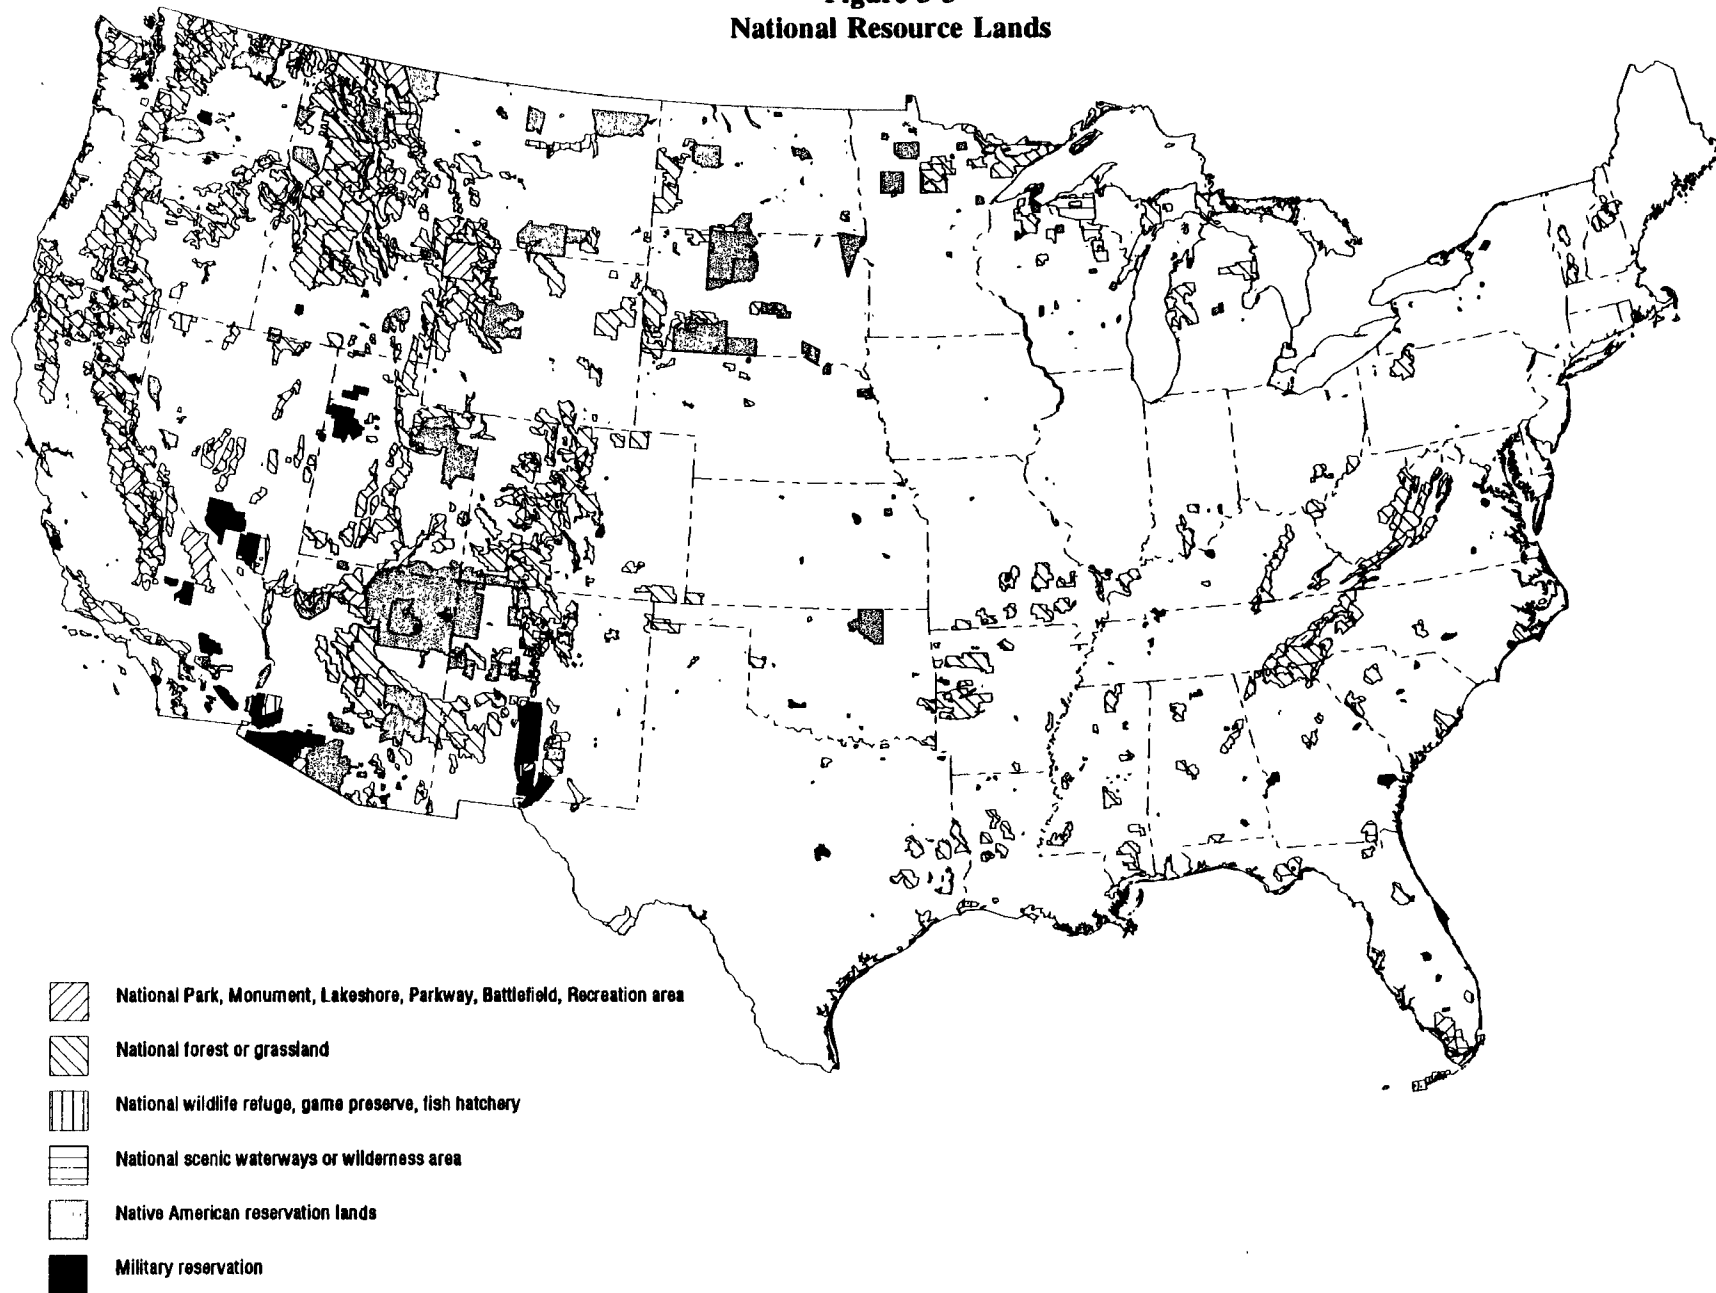 National Resource Lands
National Park, Monument, Lakeshore, Parkway, Battlefield, Recreation area
National forest or grassland
National wildlife refuge, game preserve, fish hatchery
National scenic waterways or wilderness area
Native American reservation lands
Military reservation